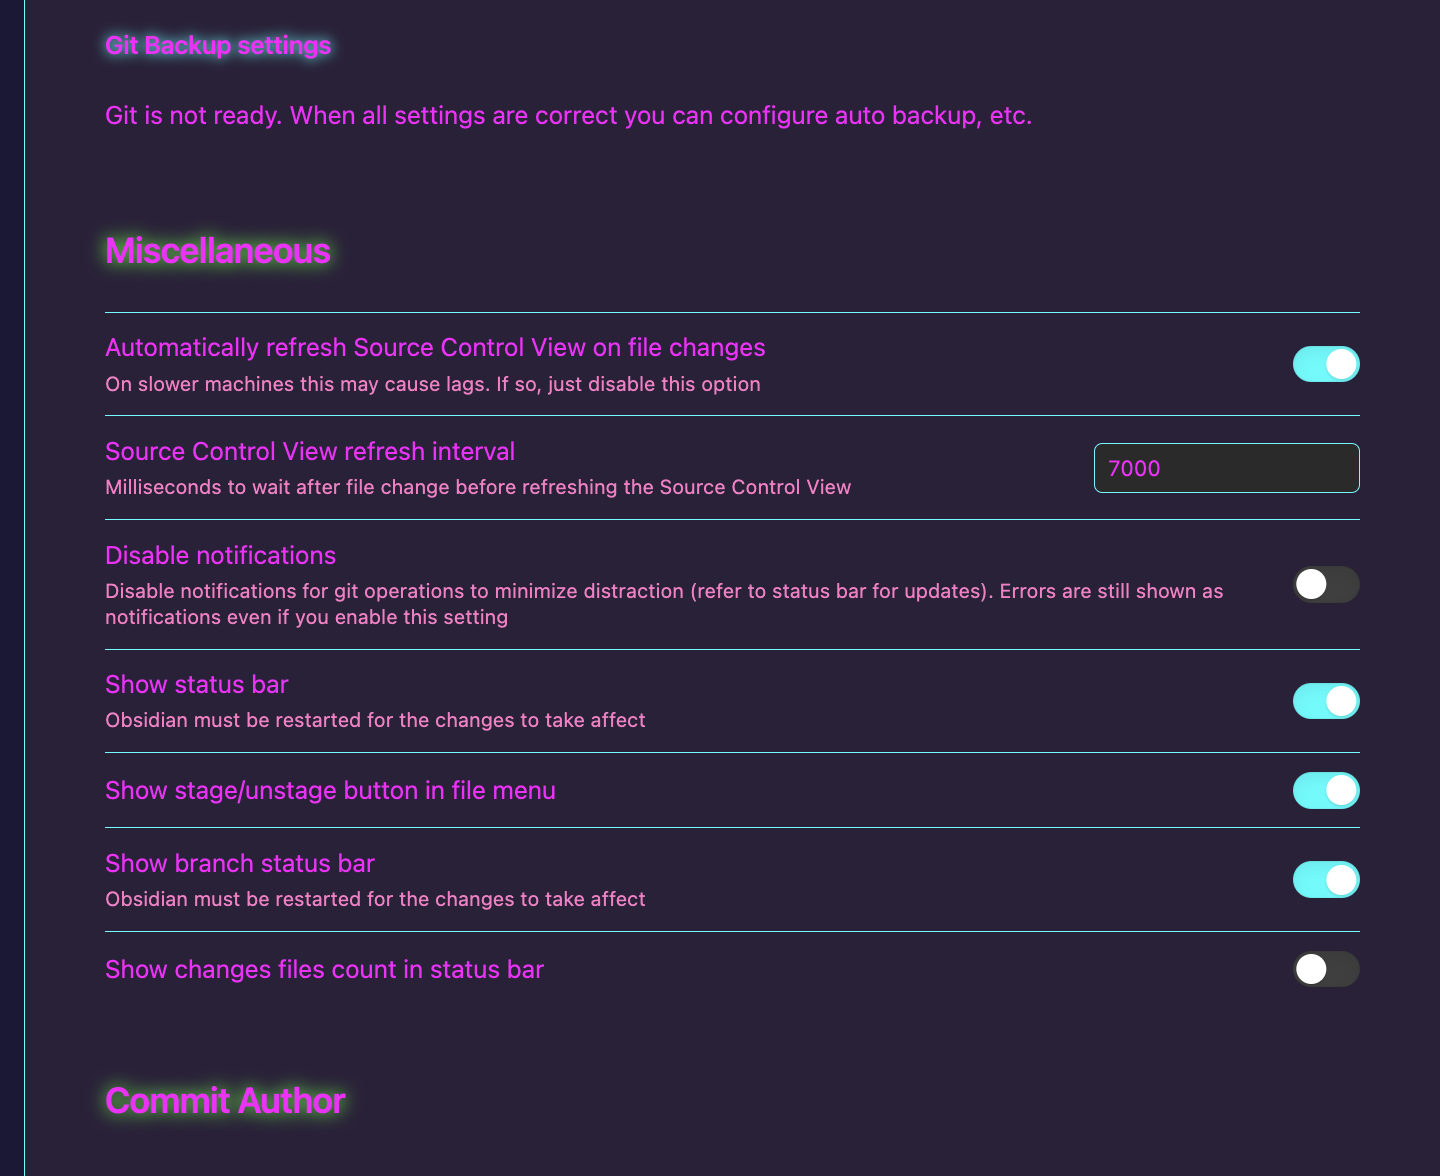 Git Backup settings
Git is not ready. When all settings are correct you can configure auto backup, etc.
Miscellaneous
Automatically refresh Source Control View on file changes
On slower machines this may cause lags. If so, just disable this option
Source Control View refresh interval
Milliseconds to wait after file change before refreshing the Source Control View
7000
Disable notifications
Disable notifications for git operations to minimize distraction (refer to status bar for updates). Errors are still shown as
notifications even if you enable this setting
Show status bar
Obsidian must be restarted for the changes to take affect
Show stage/unstage button in file menu
Show branch status bar
Obsidian must be restarted for the changes to take affect
Show changes files count in status bar
Commit Author